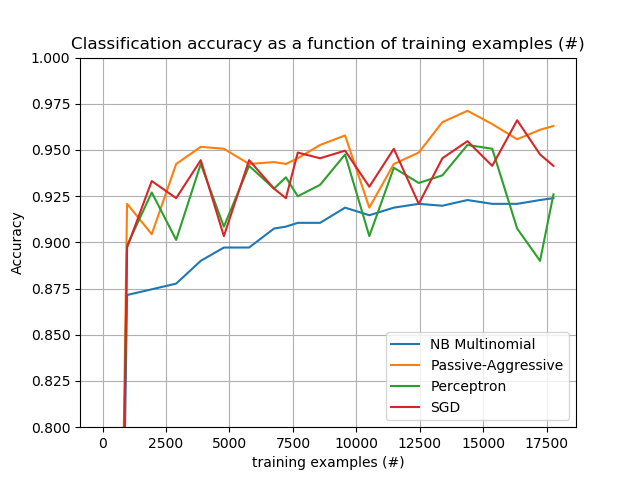 Classification accuracy as a function of training examples (#)
1.000
0.975
0.950
0.925
0.900
0.875
0.850
0.825
0.800
Accuracy
NB Multinomial
Passive-Aggressive
Perceptron
SGD
0 2500 5000 7500 10000 12500 15000 17500
training examples (#)